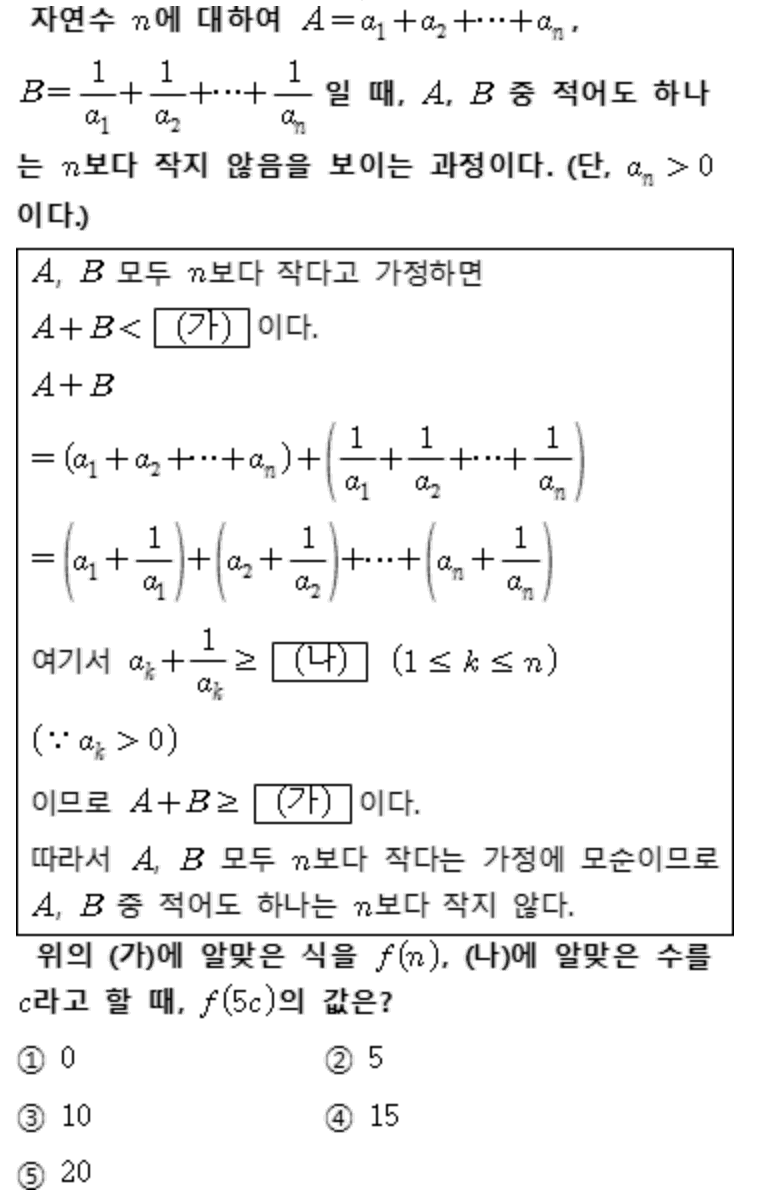 자연수 n에 대하여 A=a₁+a₂+⋯+aₙ,
B=1/a₁+1/a₂+⋯+1/aₙ 일 때, A, B 중 적어도 하나
는 n보다 작지 않음을 보이는 과정이다. (단, aₙ>0
이다.)
A, B 모두 n보다 작다고 가정하면
A+B< (가) 이다.
A+B
=(a₁+a₂+⋯+aₙ)+(1/a₁+1/a₂+⋯+1/aₙ)
=(a₁+1/a₁)+(a₂+1/a₂)+⋯+(aₙ+1/aₙ)
여기서 aₖ+1/aₖ≥ (나) (1≤k≤n)
(∵aₖ>0)
이므로 A+B≥ (가) 이다.
따라서 A, B 모두 n보다 작다는 가정에 모순이므로
A, B 중 적어도 하나는 n보다 작지 않다.
위의 (가)에 알맞은 식을 f(n), (나)에 알맞은 수를
c라고 할 때, f(5c)의 값은?
① 0 ② 5
③ 10 ④ 15
⑤ 20